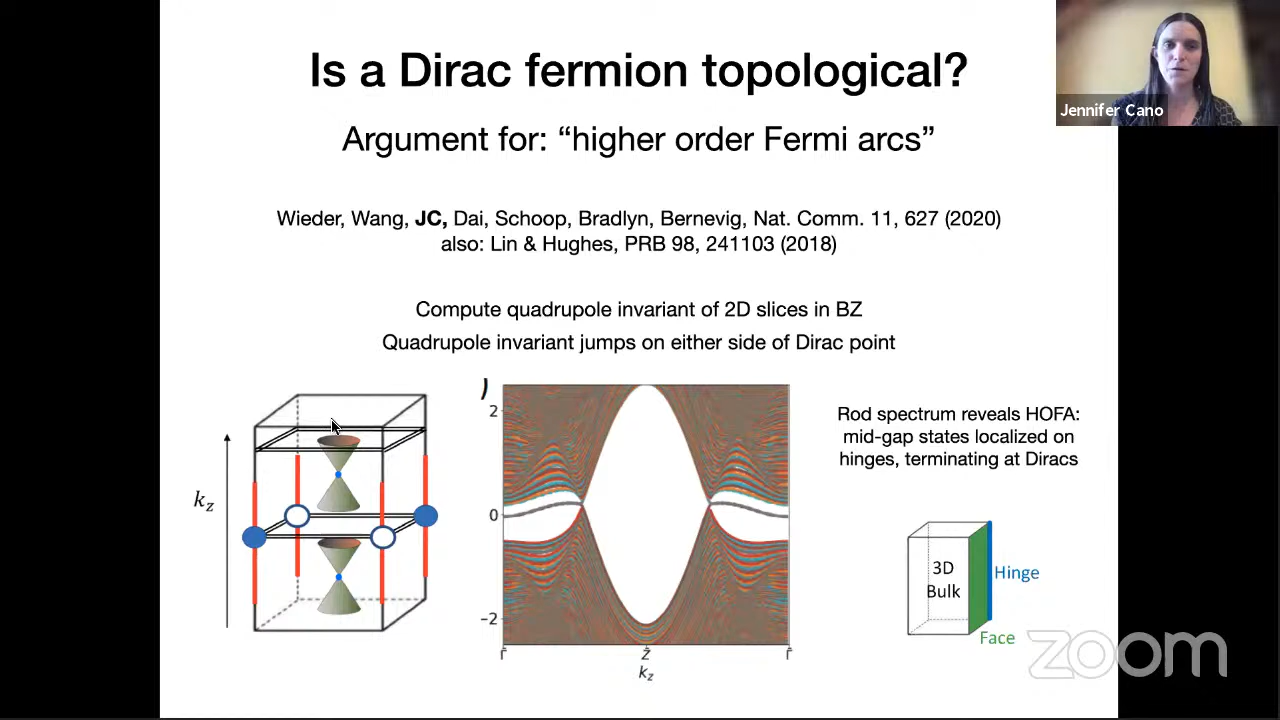 Is a Dirac fermion topological?
Jennifer Cano
Argument for: “higher order Fermi arcs”
Wieder, Wang, JC, Dai, Schoop, Bradlyn, Bernevig, Nat. Comm. 11, 627 (2020)
also: Lin & Hughes, PRB 98, 241103 (2018)
Compute quadrupole invariant of 2D slices in BZ
Quadrupole invariant jumps on either side of Dirac point
k_z
)
2
0
−2
Γ̄ Z̄ Γ̄
k_z
Rod spectrum reveals HOFA:
mid-gap states localized on
hinges, terminating at Diracs
3D
Bulk
Hinge
Face
zoom